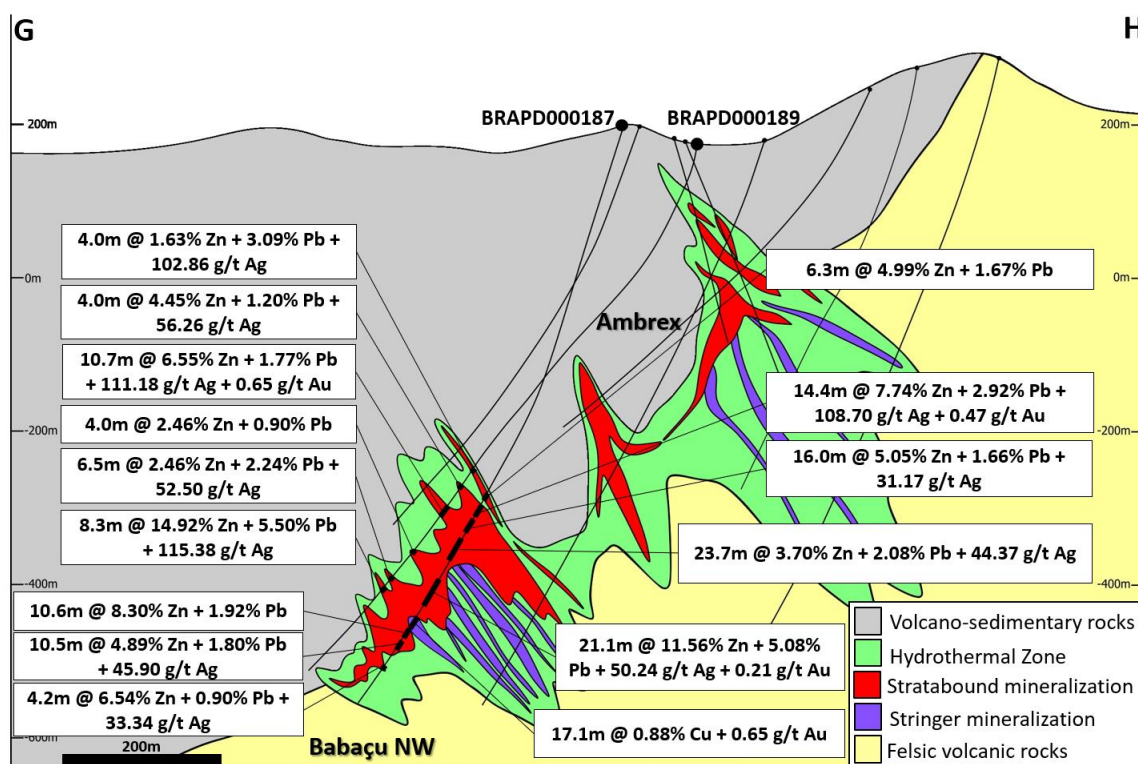 G
H
BRAPD000187
BRAPD000189
200m
200m
4.0m @ 1.63% Zn + 3.09% Pb +
102.86 g/t Ag
6.3m @ 4.99% Zn + 1.67% Pb
0m
0m
4.0m @ 4.45% Zn + 1.20% Pb +
56.26 g/t Ag
Ambrex
10.7m @ 6.55% Zn + 1.77% Pb
+ 111.18 g/t Ag + 0.65 g/t Au
14.4m @ 7.74% Zn + 2.92% Pb +
108.70 g/t Ag + 0.47 g/t Au
4.0m @ 2.46% Zn + 0.90% Pb
-200m
-200m
6.5m @ 2.46% Zn + 2.24% Pb +
52.50 g/t Ag
16.0m @ 5.05% Zn + 1.66% Pb +
31.17 g/t Ag
8.3m @ 14.92% Zn + 5.50% Pb
+ 115.38 g/t Ag
23.7m @ 3.70% Zn + 2.08% Pb + 44.37 g/t Ag
-400m
-400m
10.6m @ 8.30% Zn + 1.92% Pb
10.5m @ 4.89% Zn + 1.80% Pb
+ 45.90 g/t Ag
21.1m @ 11.56% Zn + 5.08%
Pb + 50.24 g/t Ag + 0.21 g/t Au
4.2m @ 6.54% Zn + 0.90% Pb +
33.34 g/t Ag
17.1m @ 0.88% Cu + 0.65 g/t Au
-600m
200m
Babaçu NW
Volcano-sedimentary rocks
Hydrothermal Zone
Stratabound mineralization
Stringer mineralization
Felsic volcanic rocks